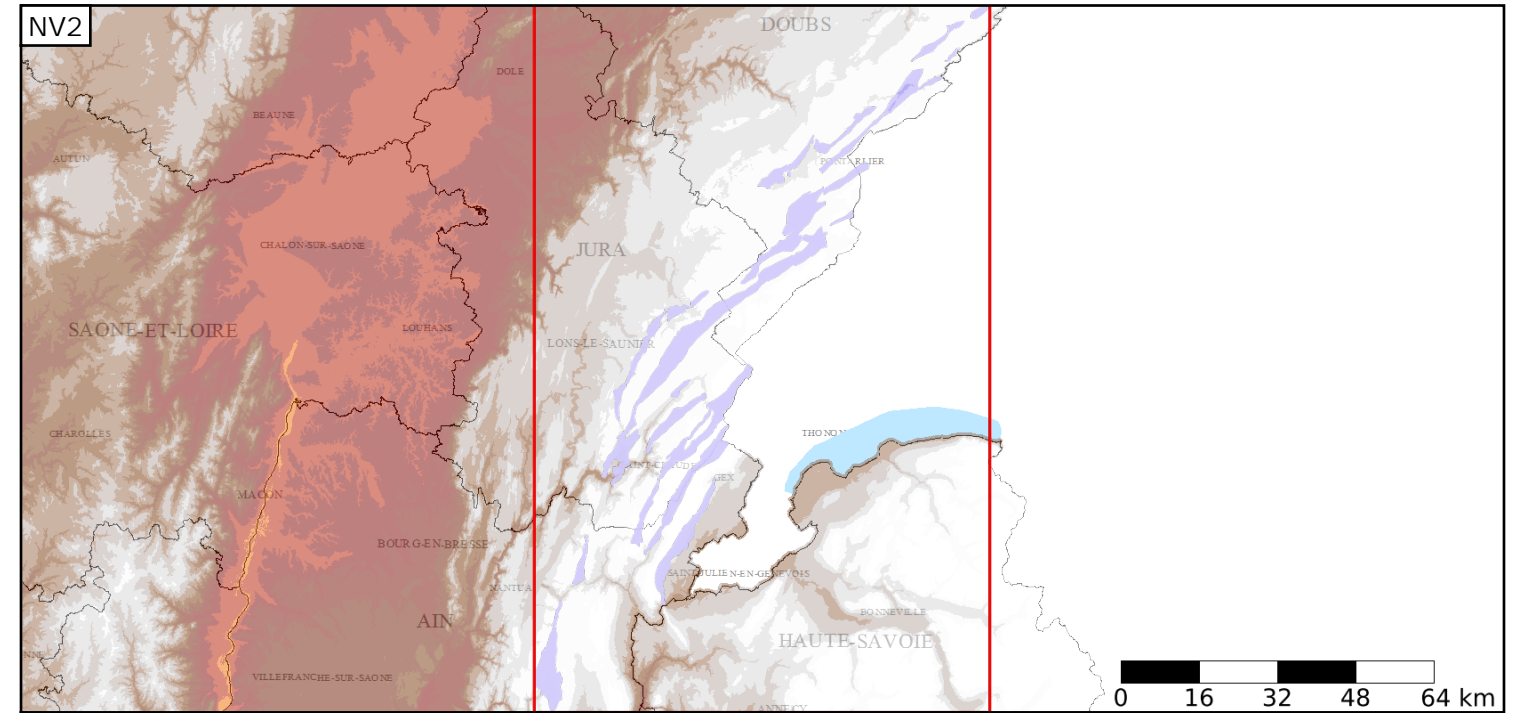 NV2
DOUBS
DOLE
BEAUNE
AUTUN
PONTARLIER
CHALON-SUR-SAONE
JURA
SAONE-ET-LOIRE
LOUHANS
LONS-LE-SAUNIER
CHAROLLES
THONON
SAINT-CLAUDE
GEX
MACON
BOURG-EN-BRESSE
SAINT-JULIEN-EN-GENEVOIS
NANTUA
BONNEVILLE
AIN
HAUTE-SAVOIE
VILLEFRANCHE-SUR-SAONE
ANNECY
0 16 32 48 64 km